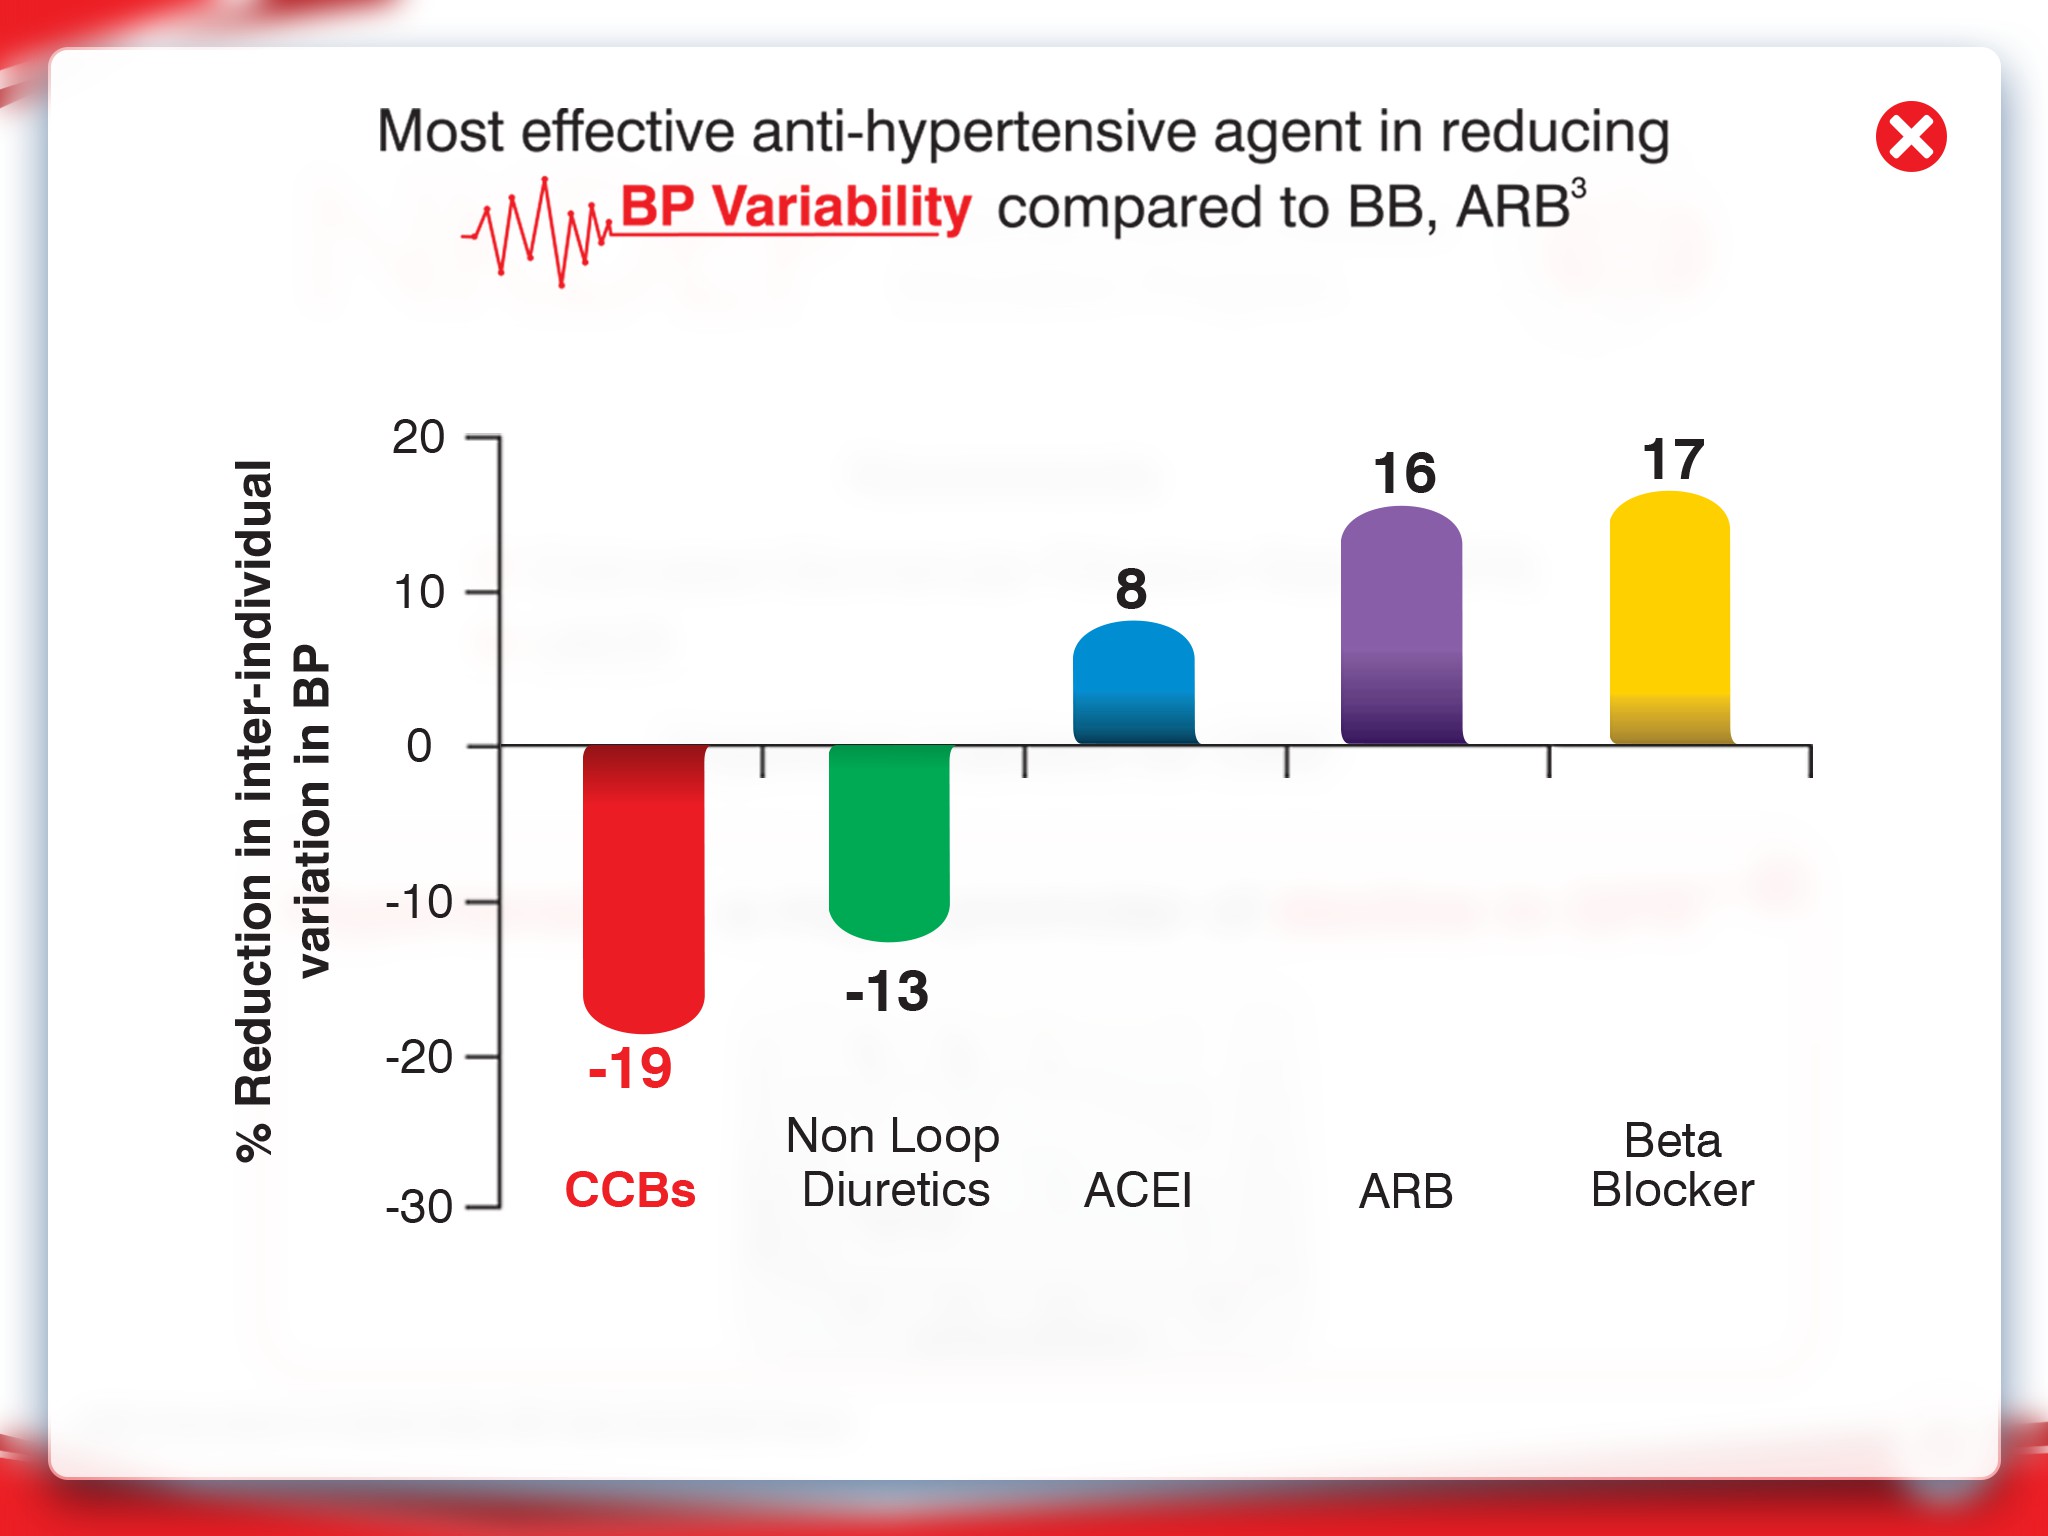 Most effective anti-hypertensive agent in reducing
BP Variability compared to BB, ARB³
% Reduction in inter-individual
variation in BP
20
10
0
-10
-20
-30
-19
-13
8
16
17
CCBs
Non Loop
Diuretics
ACEI
ARB
Beta
Blocker